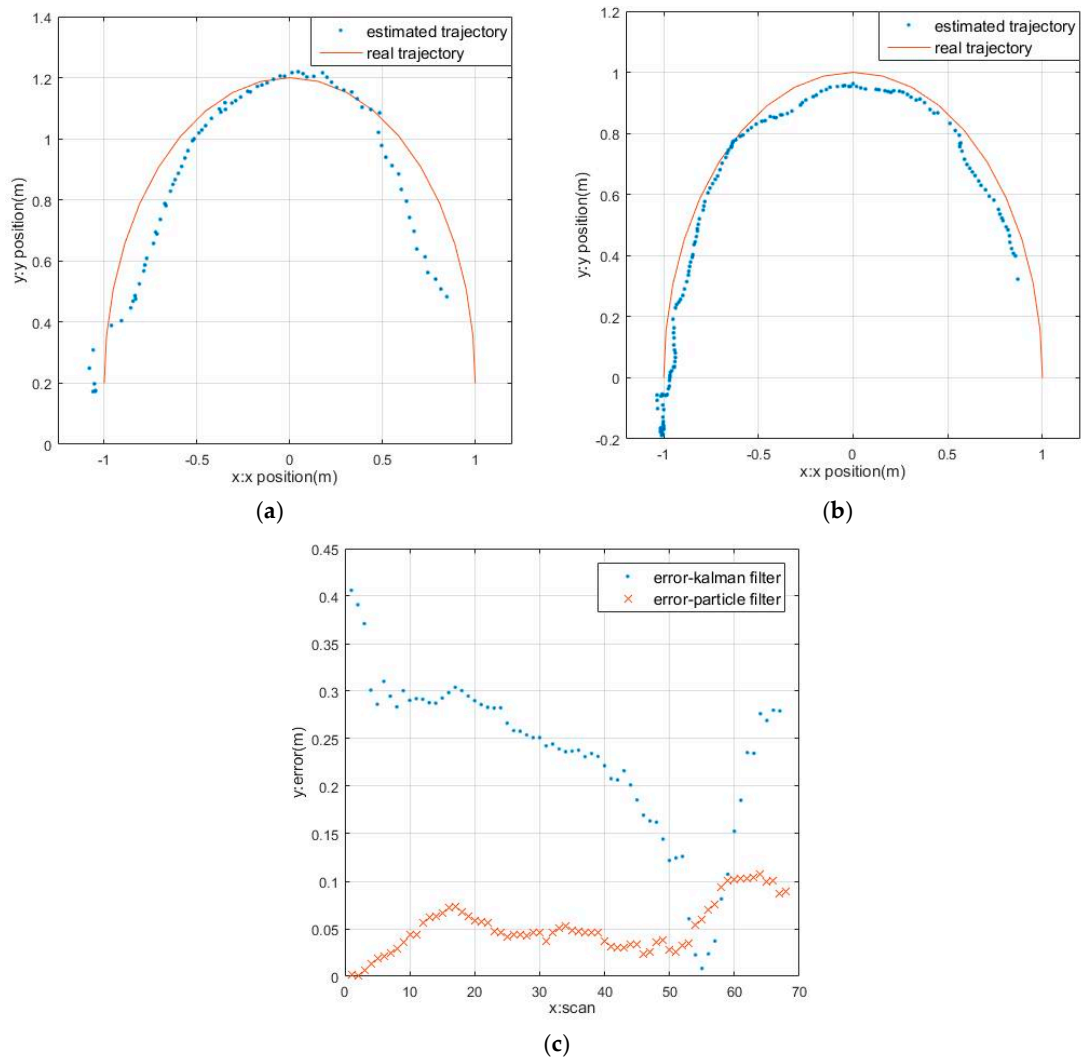 1.4
1.2
1
0.8
0.6
0.4
0.2
0
-1
-0.5
0
0.5
1
y:y position(m)
x:x position(m)
estimated trajectory
real trajectory
(a)
1.2
1
0.8
0.6
0.4
0.2
0
-0.2
-1
-0.5
0
0.5
1
y:y position(m)
x:x position(m)
estimated trajectory
real trajectory
(b)
0.45
0.4
0.35
0.3
0.25
0.2
0.15
0.1
0.05
0
0
10
20
30
40
50
60
70
y:error(m)
x:scan
error-kalman filter
error-particle filter
(c)